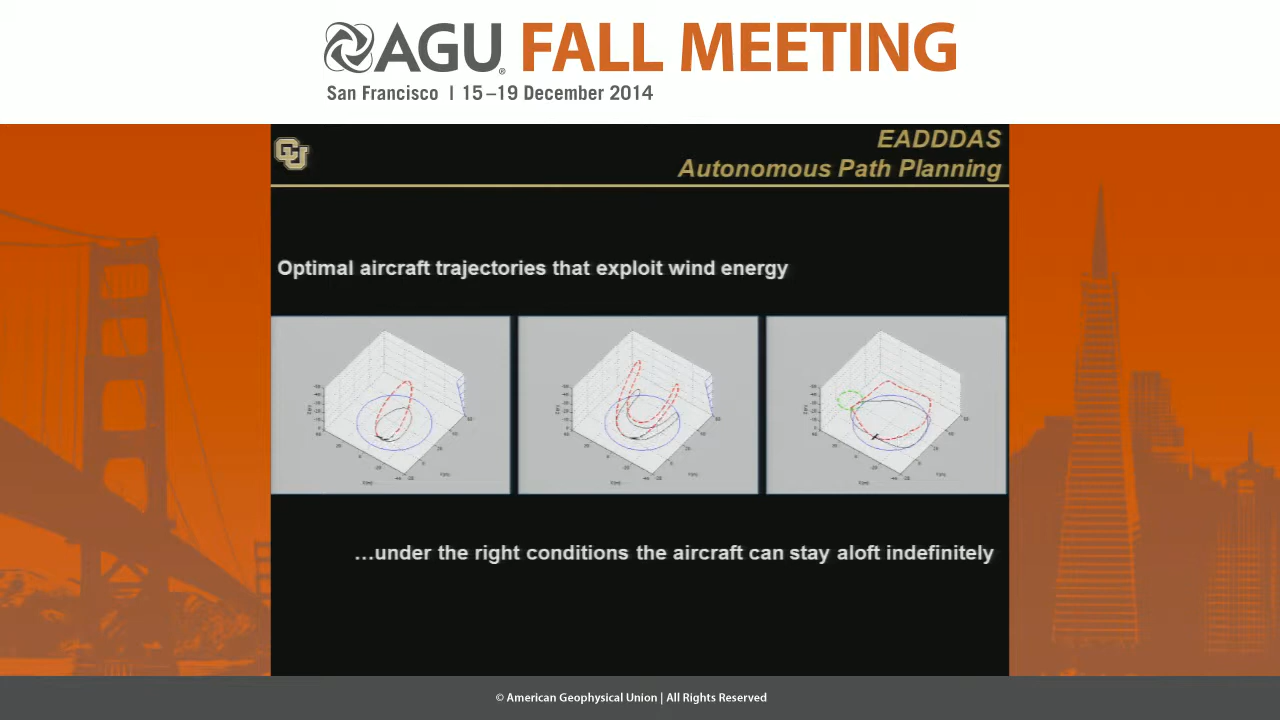 AGU FALL MEETING
San Francisco | 15–19 December 2014
CU
EADDDAS
Autonomous Path Planning
Optimal aircraft trajectories that exploit wind energy
…under the right conditions the aircraft can stay aloft indefinitely
© American Geophysical Union | All Rights Reserved